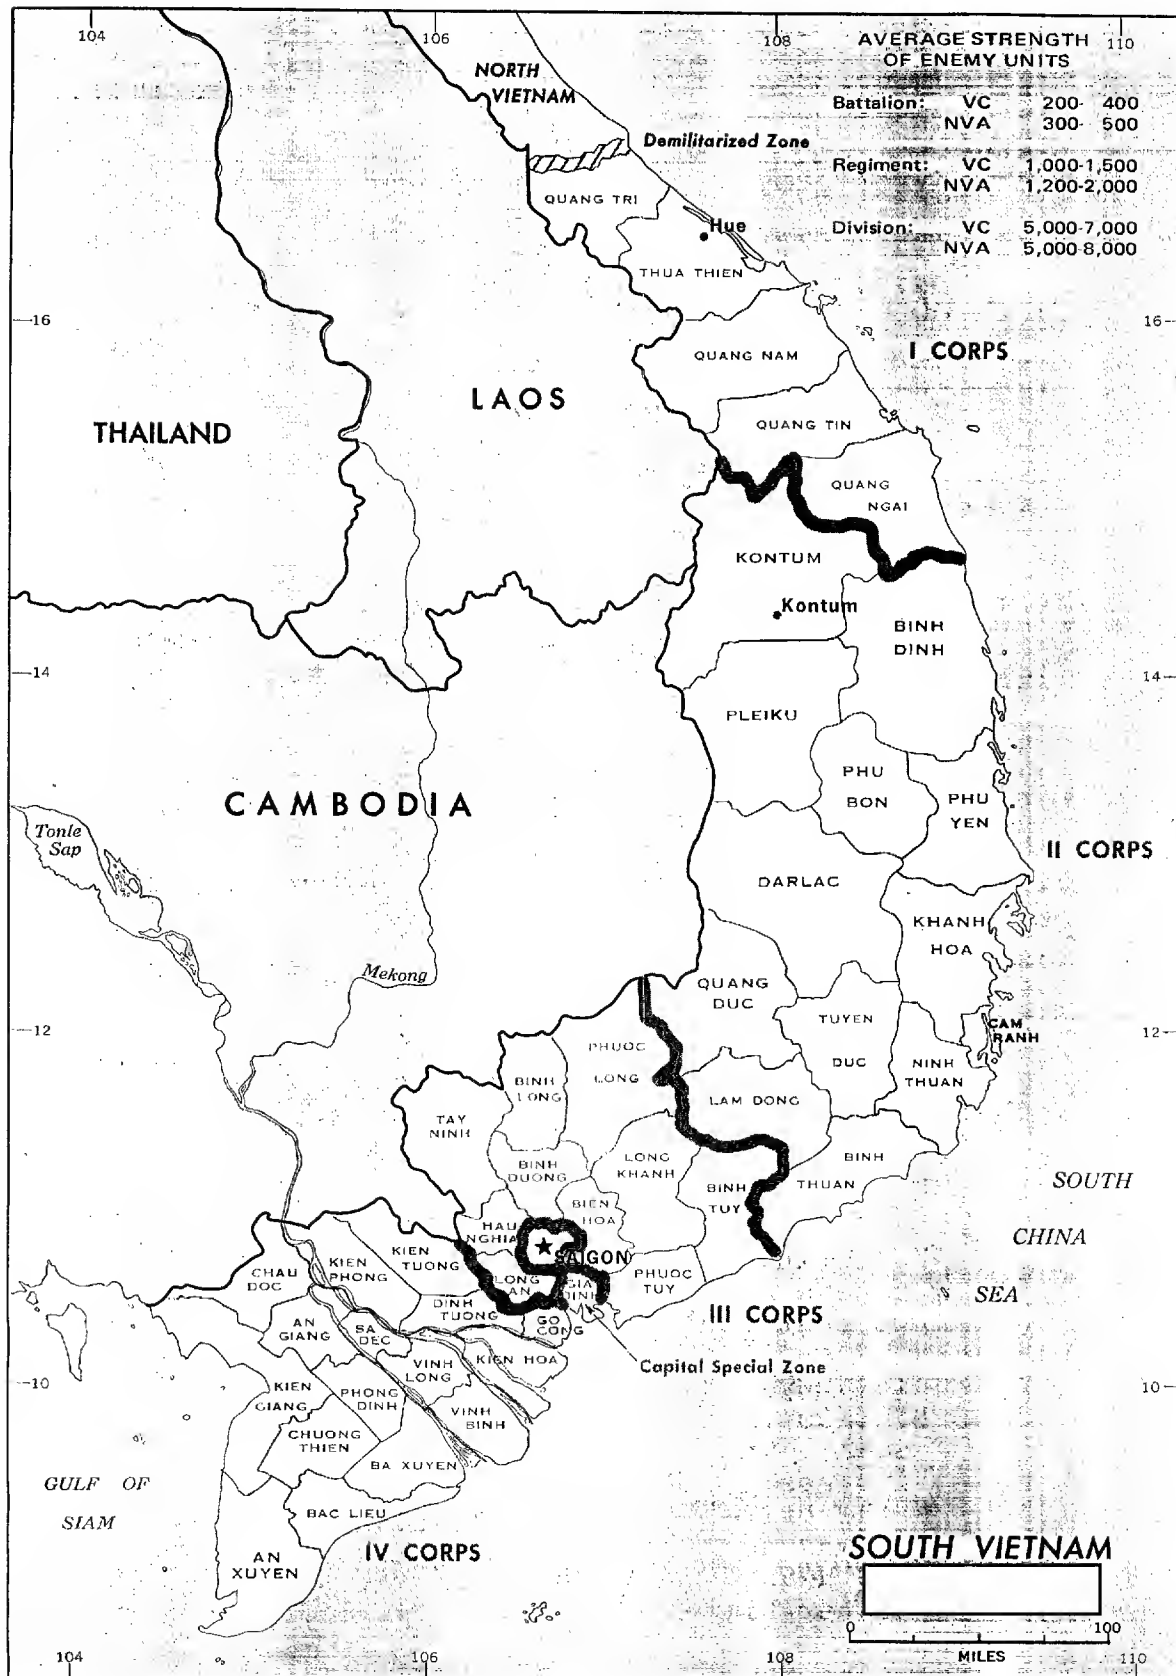 104
106
108
110
AVERAGE STRENGTH
OF ENEMY UNITS
Battalion: VC 200- 400
NVA 300- 500
Regiment: VC 1,000-1,500
NVA 1,200-2,000
Division: VC 5,000-7,000
NVA 5,000-8,000
NORTH
VIETNAM
Demilitarized Zone
QUANG TRI
Hue
THUA THIEN
16
16
QUANG NAM
I CORPS
LAOS
THAILAND
QUANG TIN
QUANG
NGAI
KONTUM
Kontum
BINH
DINH
14
14
PLEIKU
PHU
BON
PHU
YEN
CAMBODIA
Tonle
Sap
II CORPS
DARLAC
KHANH
HOA
Mekong
QUANG
DUC
TUYEN
DUC
CAM
RANH
12
12
NINH
THUAN
PHUOC
LONG
BINH
LONG
LAM DONG
TAY
NINH
BINH
DUONG
LONG
KHANH
BINH
TUY
BINH
THUAN
SOUTH
CHINA
SEA
HAU
NGHIA
BIEN
HOA
SAIGON
KIEN
TUONG
KIEN
PHONG
CHAU
DOC
LONG
AN
GIA
DINH
PHUOC
TUY
III CORPS
DINH
TUONG
GO
CONG
AN
GIANG
SA
DEC
VINH
LONG
KIEN HOA
Capital Special Zone
10
10
KIEN
GIANG
PHONG
DINH
VINH
BINH
CHUONG
THIEN
BA XUYEN
GULF OF
SIAM
BAC LIEU
AN
XUYEN
IV CORPS
SOUTH VIETNAM
0 100
MILES
104
106
108
110